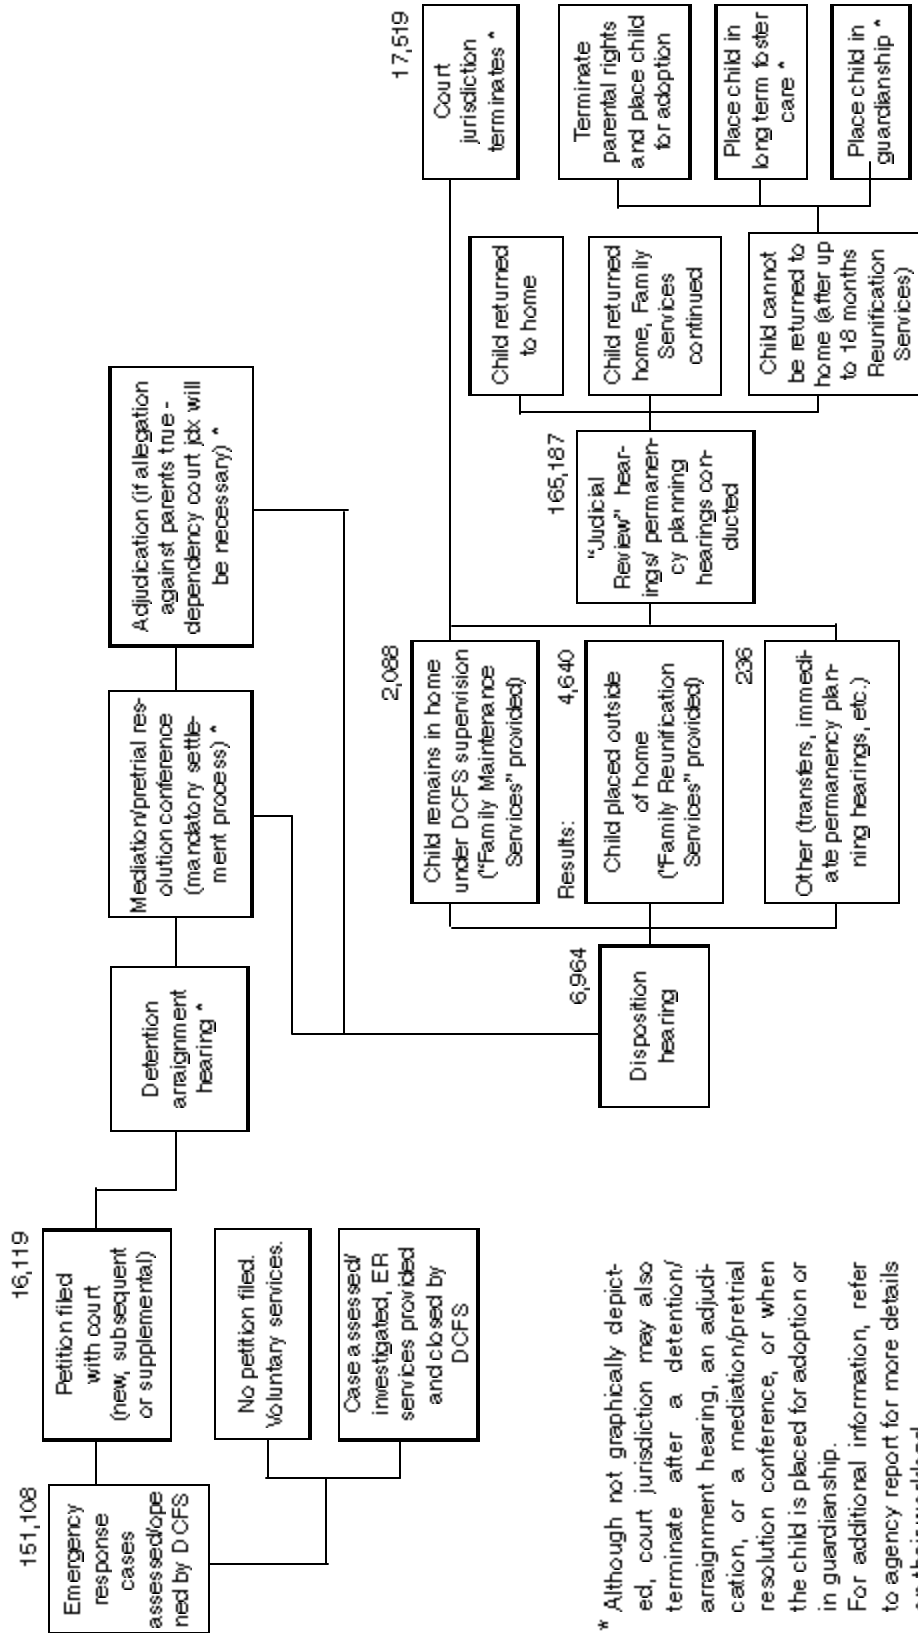 151,108
Emergency
response
cases
assessed/ope
ned by DCFS
16,119
Petition filed
with court
(new, subsequent
or supplemental)
No petition filed.
Voluntary services.
Case assessed/
investigated, ER
services provided
and closed by
DCFS
Detention
arraignment
hearing *
Mediation/pretrial res-
olution conference
(mandatory settle-
ment process) *
Adjudication (if allegation
against parents true -
dependency court jdx will
be necessary) *
6,964
Disposition
hearing
Results:
2,088
Child remains in home
under DCFS supervision
("Family Maintenance
Services" provided)
4,640
Child placed outside
of home
("Family Reunification
Services" provided)
236
Other (transfers, immedi-
ate permanency plan-
ning hearings, etc.)
165,187
"Judicial
Review" hear-
ings/ permanen-
cy planning
hearings con-
ducted
Child returned
to home
Child returned
home, Family
Services
continued
Child cannot
be returned to
home (after up
to 18 months
Reunification
Services)
17,519
Court
jurisdiction
terminates *
Terminate
parental rights
and place child
for adoption
Place child in
long term foster
care *
Place child in
guardianship *
* Although not graphically depict-
ed, court jurisdiction may also
terminate after a detention/
arraignment hearing, an adjudi-
cation, or a mediation/pretrial
resolution conference, or when
the child is placed for adoption or
in guardianship.
For additional information, refer
to agency report for more details